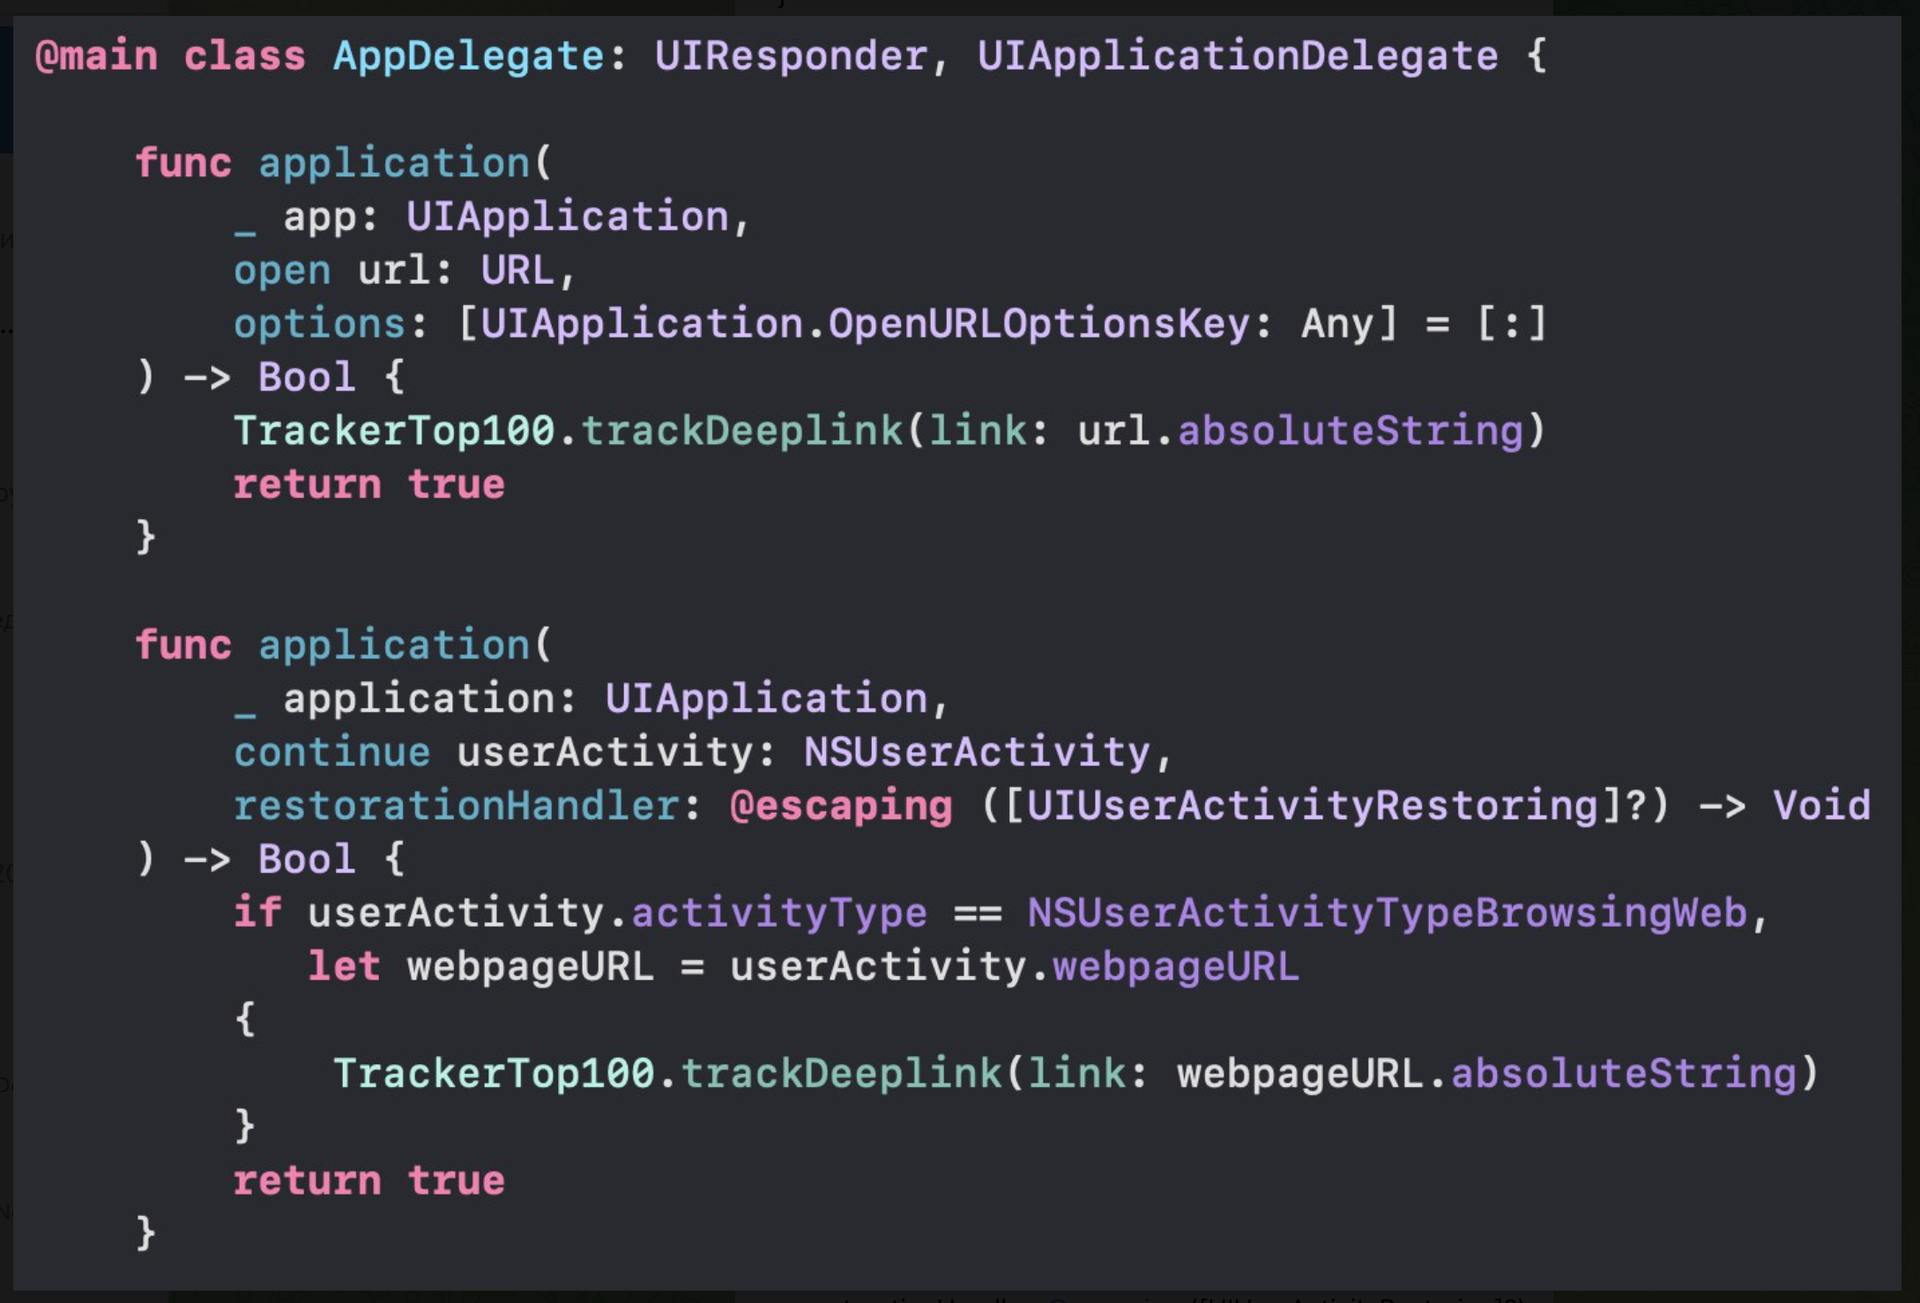 @main class AppDelegate: UIResponder, UIApplicationDelegate {
func application(
_ app: UIApplication,
open url: URL,
options: [UIApplication.OpenURLOptionsKey: Any] = [:]
) -> Bool {
TrackerTop100.trackDeeplink(link: url.absoluteString)
return true
}
func application(
_ application: UIApplication,
continue userActivity: NSUserActivity,
restorationHandler: @escaping ([UIUserActivityRestoring]?) -> Void
) -> Bool {
if userActivity.activityType == NSUserActivityTypeBrowsingWeb,
let webpageURL = userActivity.webpageURL
{
TrackerTop100.trackDeeplink(link: webpageURL.absoluteString)
}
return true
}